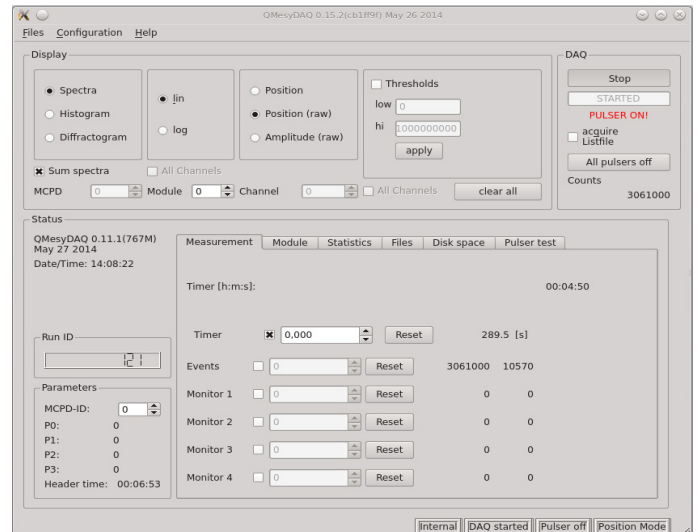 QMesyDAQ 0.15.2(cb1ff9f) May 26 2014
Files Configuration Help
Display
Spectra
Histogram
Diffractogram
lin
log
Position
Position (raw)
Amplitude (raw)
Thresholds
low 0
hi 1000000000
apply
Sum spectra All Channels
MCPD 0 Module 0 Channel 0 All Channels clear all
DAQ
Stop
STARTED
PULSER ON!
acquire
Listfile
All pulsers off
Counts
3061000
Status
QMesyDAQ 0.11.1(767M)
May 27 2014
Date/Time: 14:08:22
Run ID
121
Parameters
MCPD-ID: 0
P0: 0
P1: 0
P2: 0
P3: 0
Header time: 00:06:53
Measurement Module Statistics Files Disk space Pulser test
Timer [h:m:s]: 00:04:50
Timer 0,000 Reset 289.5 [s]
Events 0 Reset 3061000 10570
Monitor 1 0 Reset 0 0
Monitor 2 0 Reset 0 0
Monitor 3 0 Reset 0 0
Monitor 4 0 Reset 0 0
Internal DAQ started Pulser off Position Mode